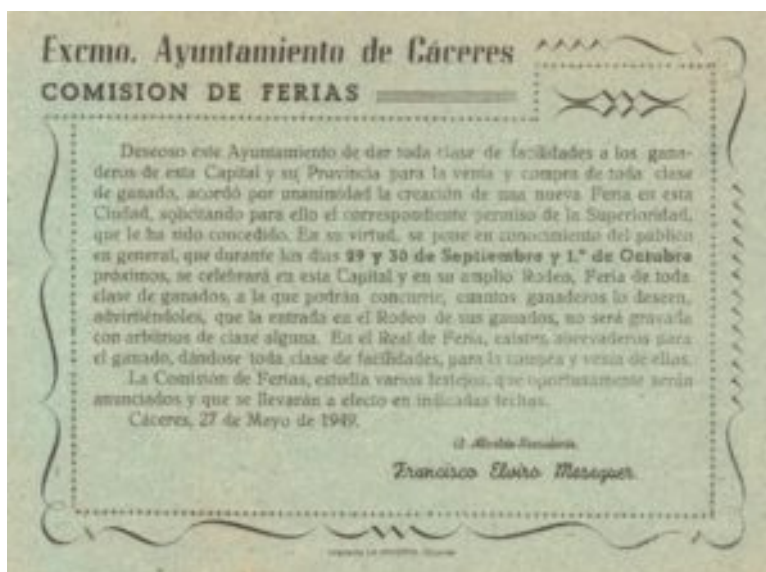 Excmo. Ayuntamiento de Cáceres
COMISION DE FERIAS
Deseoso este Ayuntamiento de dar toda clase de facilidades a los gana-
deros de esta Capital y su Provincia para la venta y compra de toda clase
de ganado, acordó por unanimidad la creación de una nueva Feria en esta
Ciudad, solicitando para ello el correspondiente permiso de la Superioridad,
que le ha sido concedido. En su virtud, se pone en conocimiento del público
en general, que durante los días 29 y 30 de Septiembre y 1.º de Octubre
próximos, se celebrará en esta Capital y en su amplio Rodeo, Feria de toda
clase de ganados, a la que podrán concurrir, cuantos ganaderos lo deseen,
advirtiéndoles, que la entrada en el Rodeo de sus ganados, no será gravada
con arbitrios de clase alguna. En el Real de Feria, existen abrevaderos para
el ganado, dándose toda clase de facilidades, para la compra y venta de ellos.
La Comisión de Ferias, estudia varios festejos, que oportunamente serán
anunciados y que se llevarán a efecto en indicadas fechas.
Cáceres, 27 de Mayo de 1949.
El Alcalde-Presidente,
Francisco Elviro Meseguer.